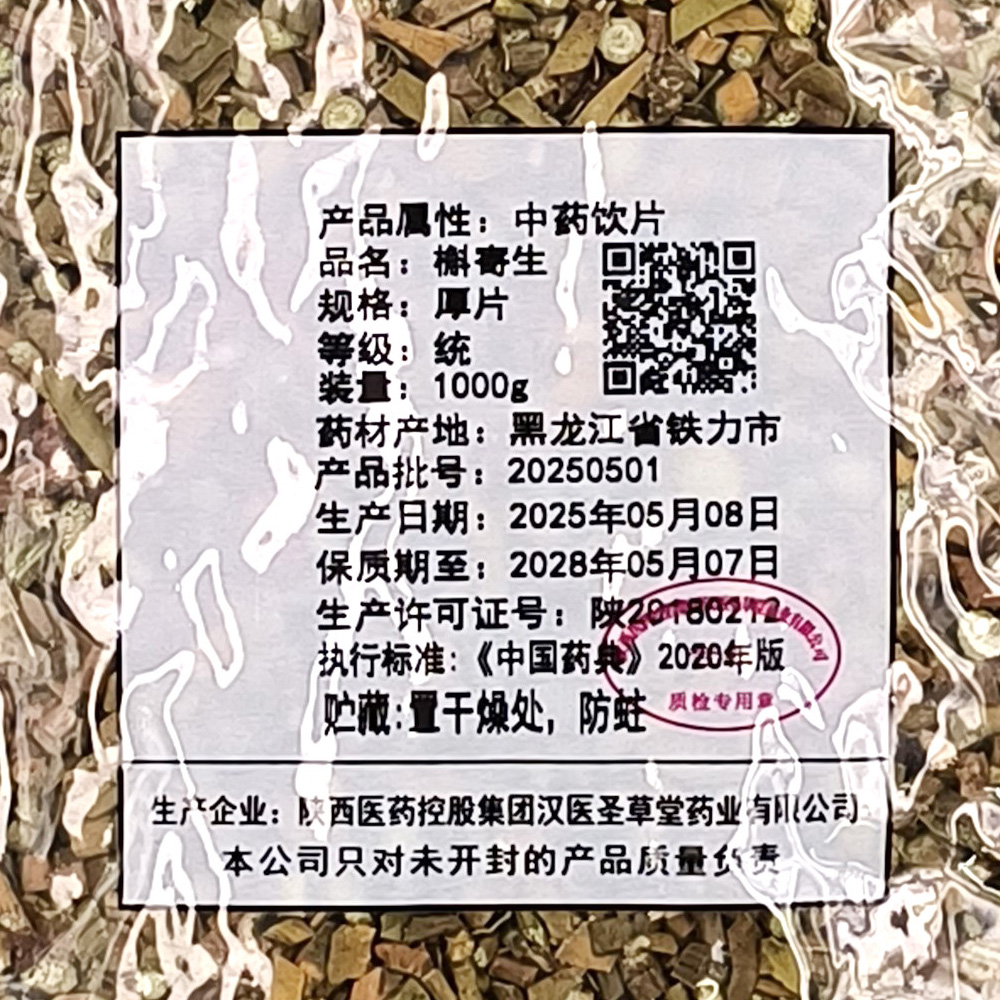 产品属性：中药饮片
品名：槲寄生
规格：厚片
等级：统
装量：1000g
药材产地：黑龙江省铁力市
产品批号：20250501
生产日期：2025年05月08日
保质期至：2028年05月07日
生产许可证号：陕20180212
执行标准：《中国药典》2020年版
贮藏：置干燥处，防蛀
质检专用章
生产企业：陕西医药控股集团汉医圣草堂药业有限公司
本公司只对未开封的产品质量负责